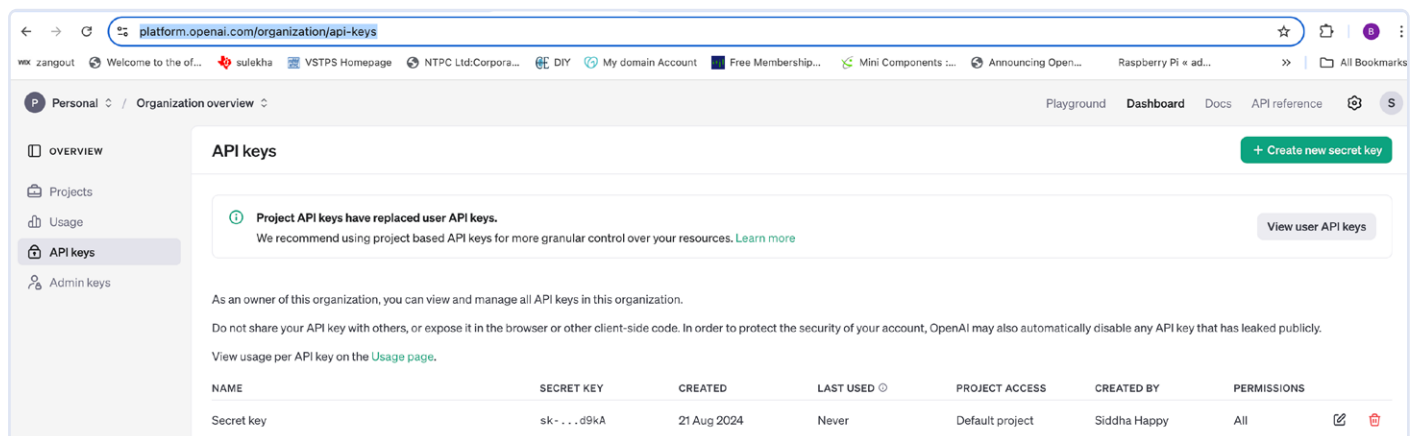 platform.openai.com/organization/api-keys B
WIX zangout Welcome to the of... sulekha VSTPS Homepage NTPC Ltd:Corpora... DIY My domain Account Free Membership... Mini Components :... Announcing Open... Raspberry Pi « ad... » All Bookmarks
P Personal / Organization overview Playground Dashboard Docs API reference S
OVERVIEW
API keys + Create new secret key
Projects
Project API keys have replaced user API keys.
Usage
View user API keys
We recommend using project based API keys for more granular control over your resources. Learn more
API keys
Admin keys
As an owner of this organization, you can view and manage all API keys in this organization.
Do not share your API key with others, or expose it in the browser or other client-side code. In order to protect the security of your account, OpenAI may also automatically disable any API key that has leaked publicly.
View usage per API key on the Usage page.
NAME SECRET KEY CREATED LAST USED PROJECT ACCESS CREATED BY PERMISSIONS
Secret key sk-...d9kA 21 Aug 2024 Never Default project Siddha Happy All